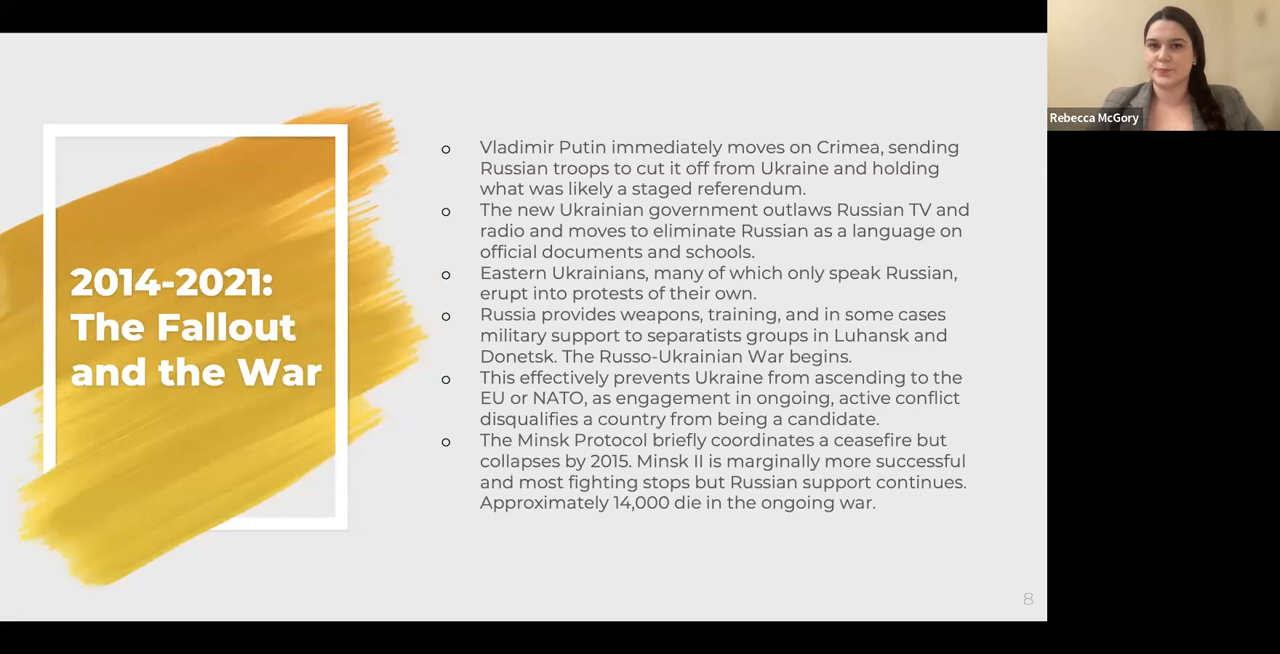 2014-2021:
The Fallout
and the War
o Vladimir Putin immediately moves on Crimea, sending
Russian troops to cut it off from Ukraine and holding
what was likely a staged referendum.
o The new Ukrainian government outlaws Russian TV and
radio and moves to eliminate Russian as a language on
official documents and schools.
o Eastern Ukrainians, many of which only speak Russian,
erupt into protests of their own.
o Russia provides weapons, training, and in some cases
military support to separatists groups in Luhansk and
Donetsk. The Russo-Ukrainian War begins.
o This effectively prevents Ukraine from ascending to the
EU or NATO, as engagement in ongoing, active conflict
disqualifies a country from being a candidate.
o The Minsk Protocol briefly coordinates a ceasefire but
collapses by 2015. Minsk II is marginally more successful
and most fighting stops but Russian support continues.
Approximately 14,000 die in the ongoing war.
8
Rebecca McGory